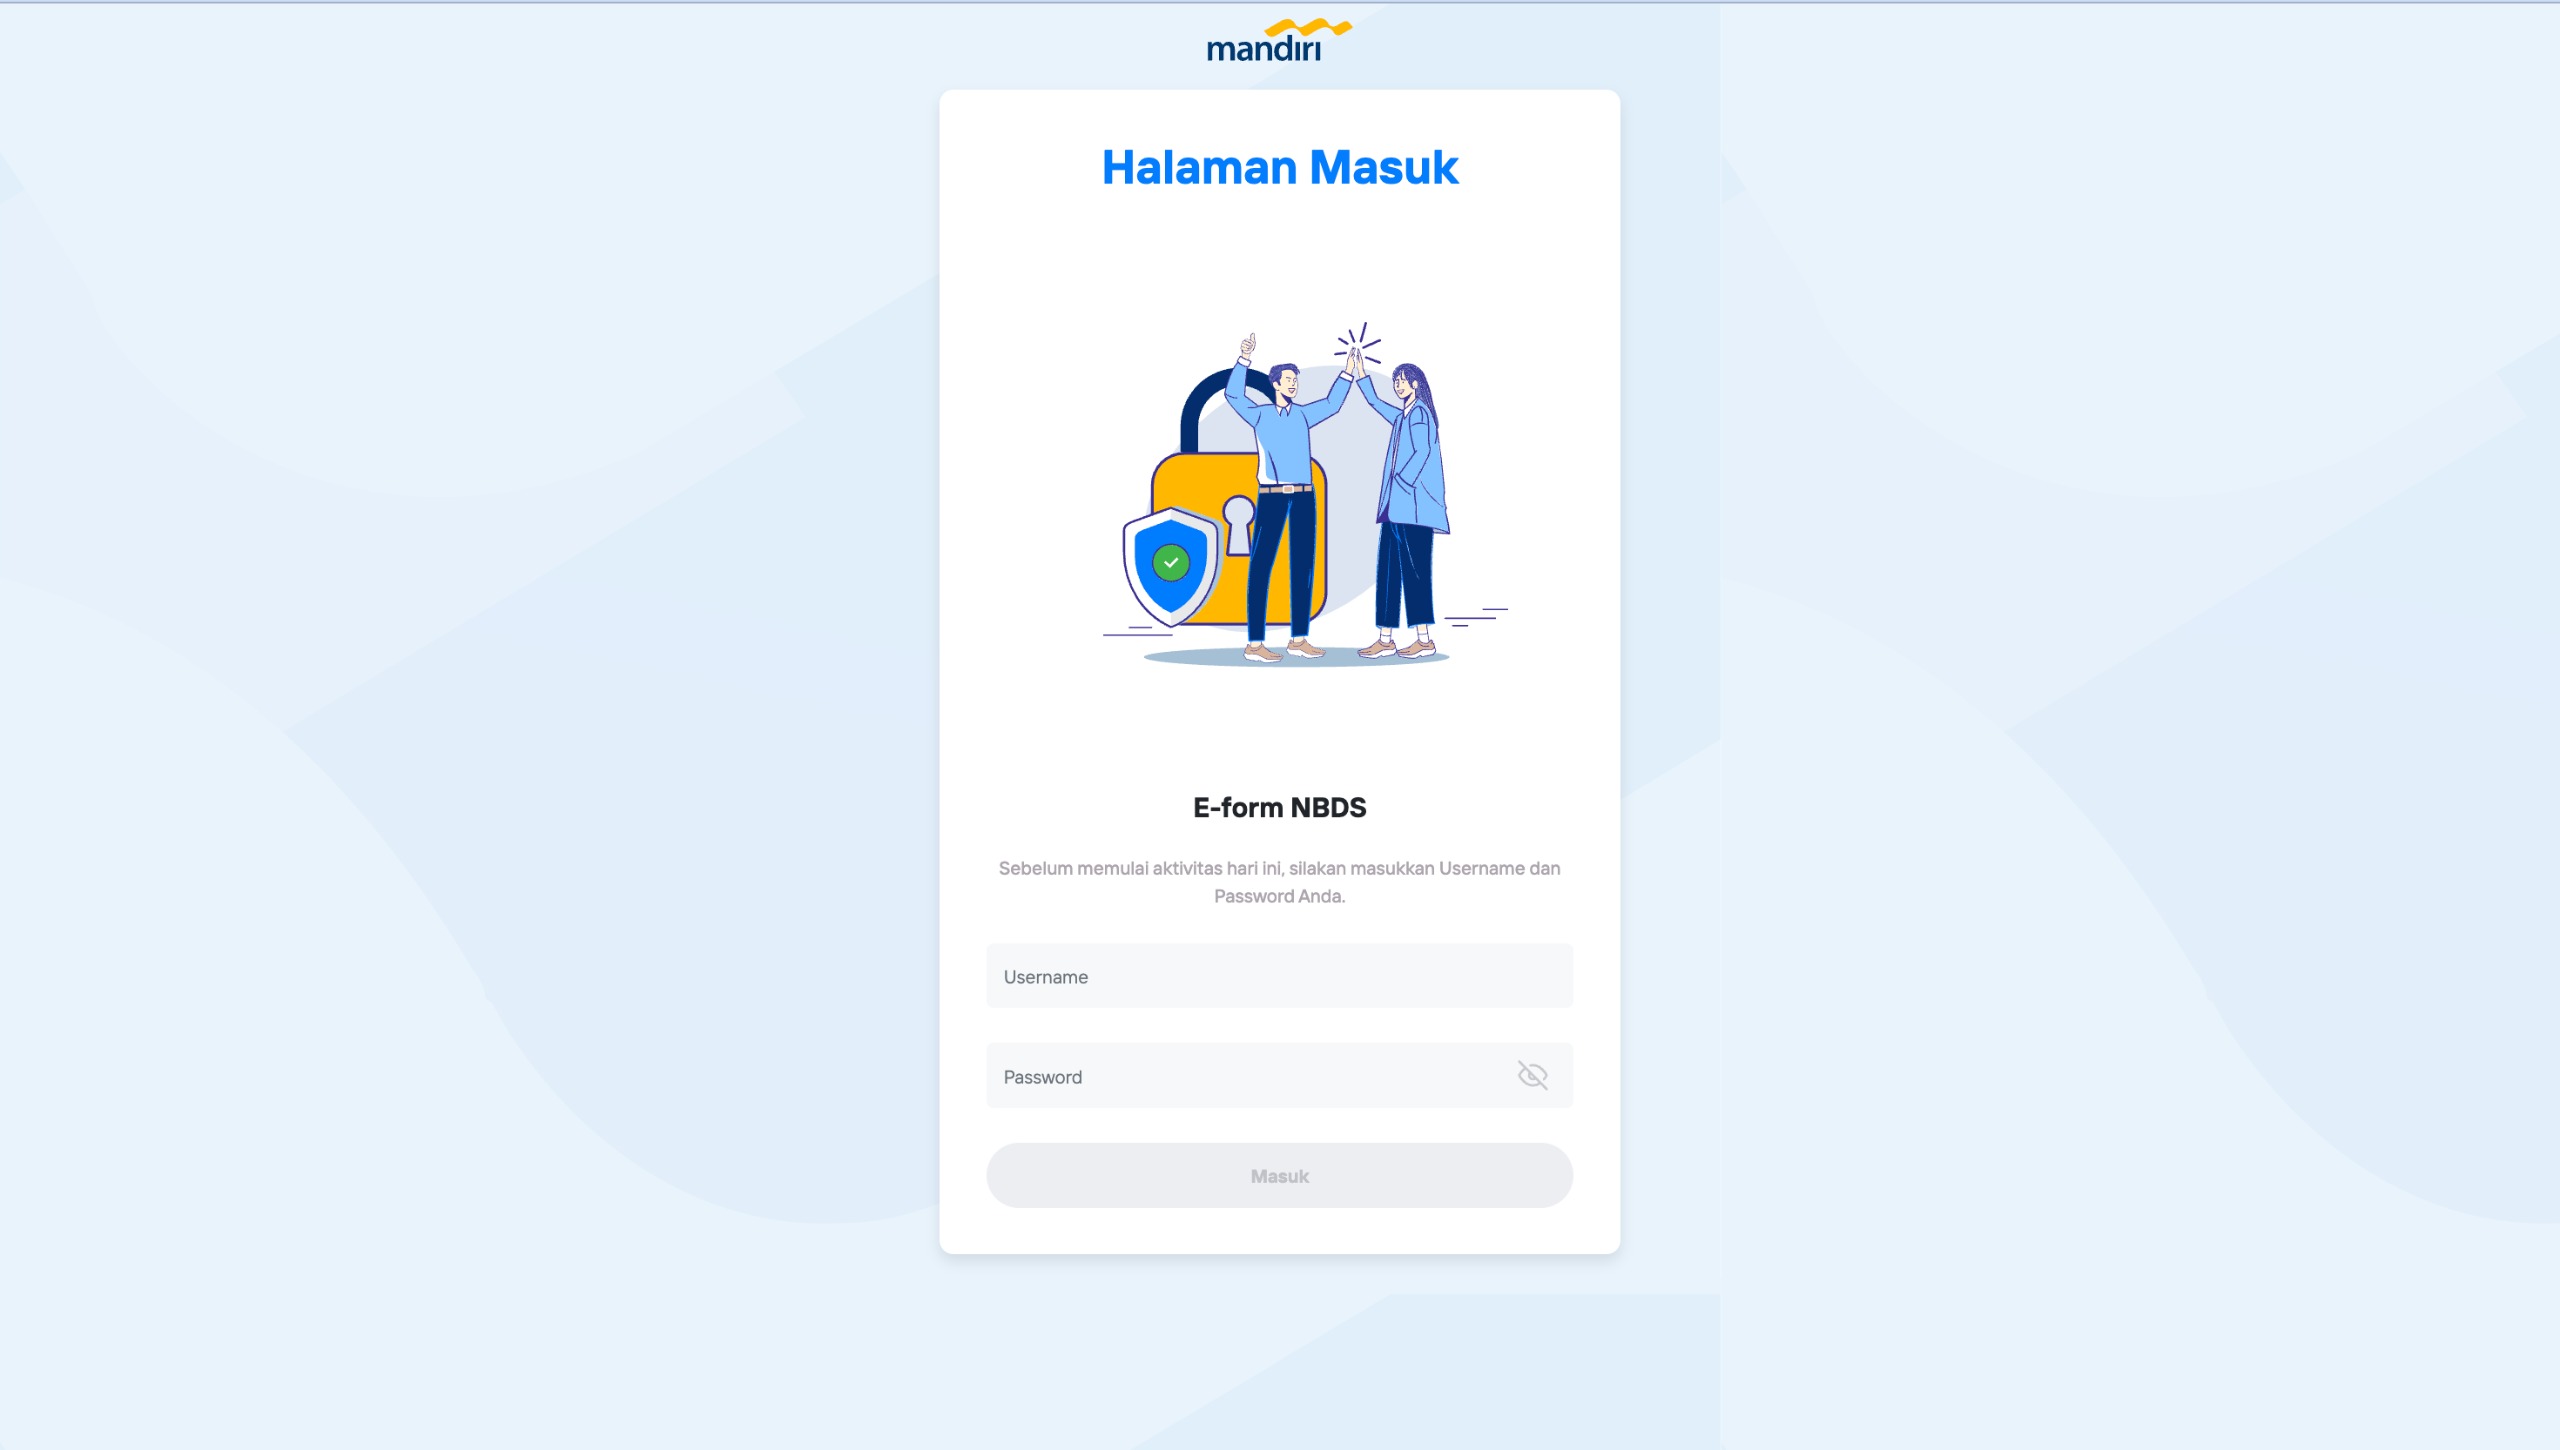 mandiri
Halaman Masuk
E-form NBDS
Sebelum memulai aktivitas hari ini, silakan masukkan Username dan
Password Anda.
Username
Password
Masuk